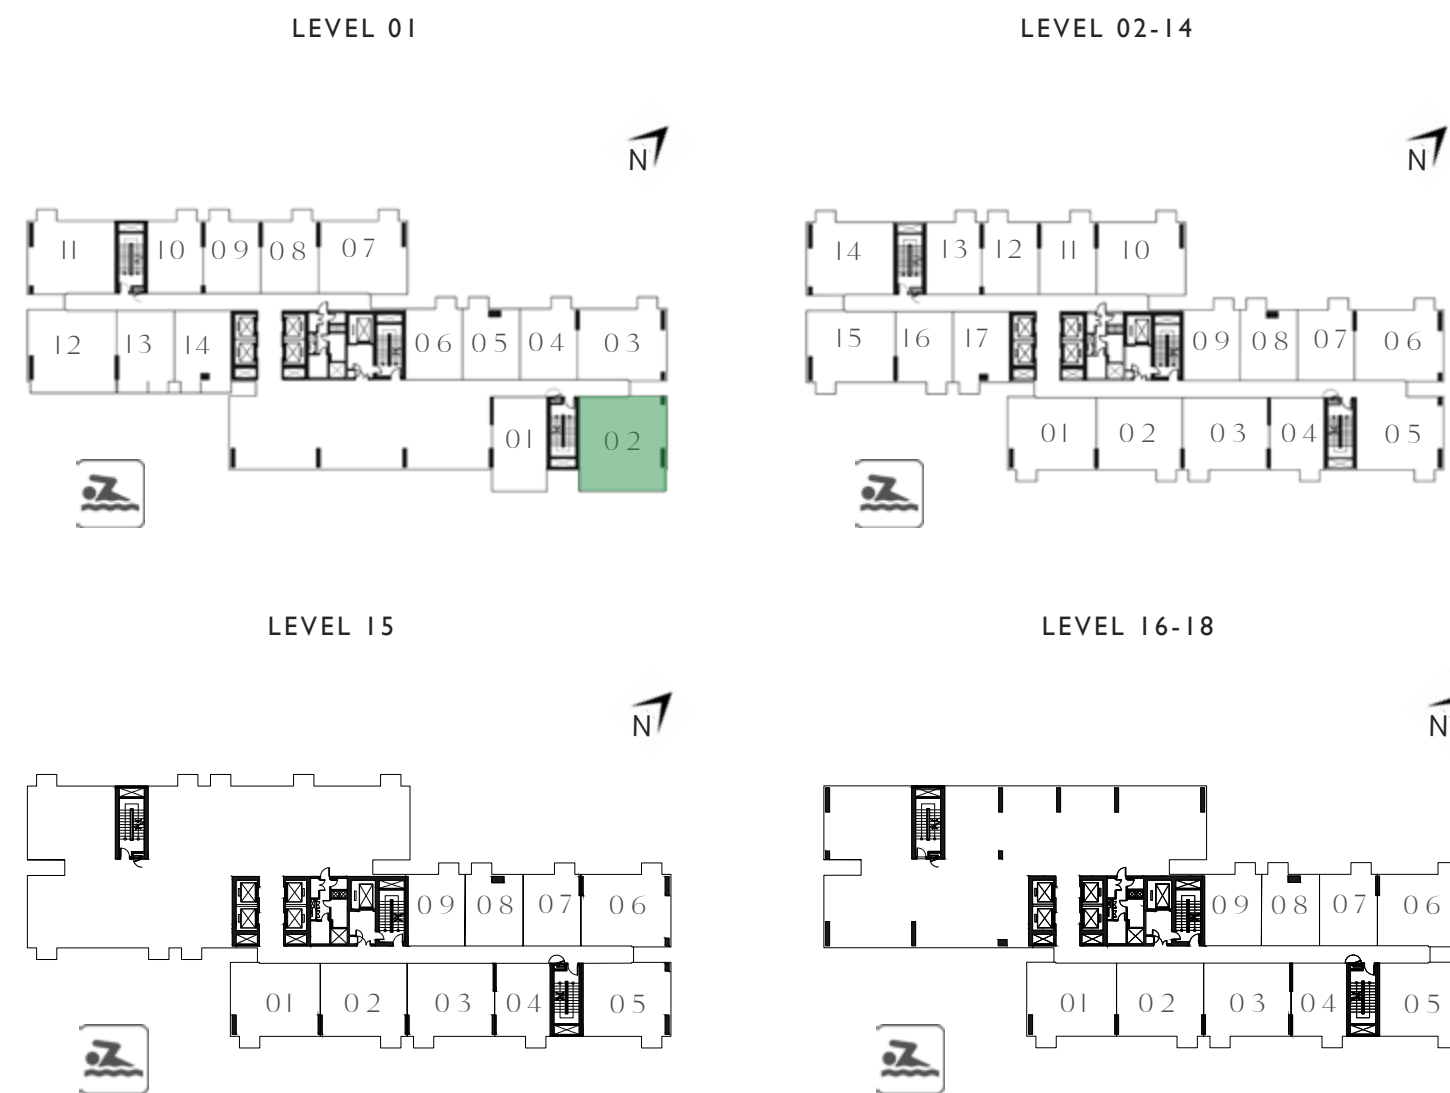 LEVEL 01
LEVEL 02-14
N
N
11 10 09 08 07
14 13 12 11 10
12 13 14 06 05 04 03
15 16 17 09 08 07 06
01 02
01 02 03 04 05
LEVEL 15
LEVEL 16-18
N
N
09 08 07 06
09 08 07 06
01 02 03 04 05
01 02 03 04 05